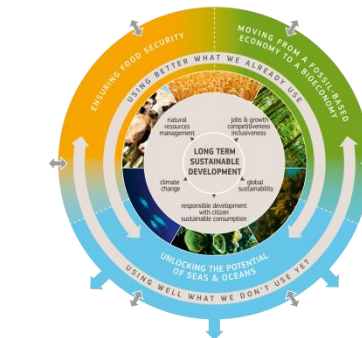 ENSURING FOOD SECURITY
MOVING FROM A FOSSIL-BASED
ECONOMY TO A BIOECONOMY
USING BETTER WHAT WE ALREADY USE
natural
resources
management
jobs & growth
competitiveness
inclusiveness
LONG TERM
SUSTAINABLE
DEVELOPMENT
climate
change
global
sustainability
responsible development
with citizen
sustainable consumption
UNLOCKING THE POTENTIAL
OF SEAS & OCEANS
USING WELL WHAT WE DON'T USE YET